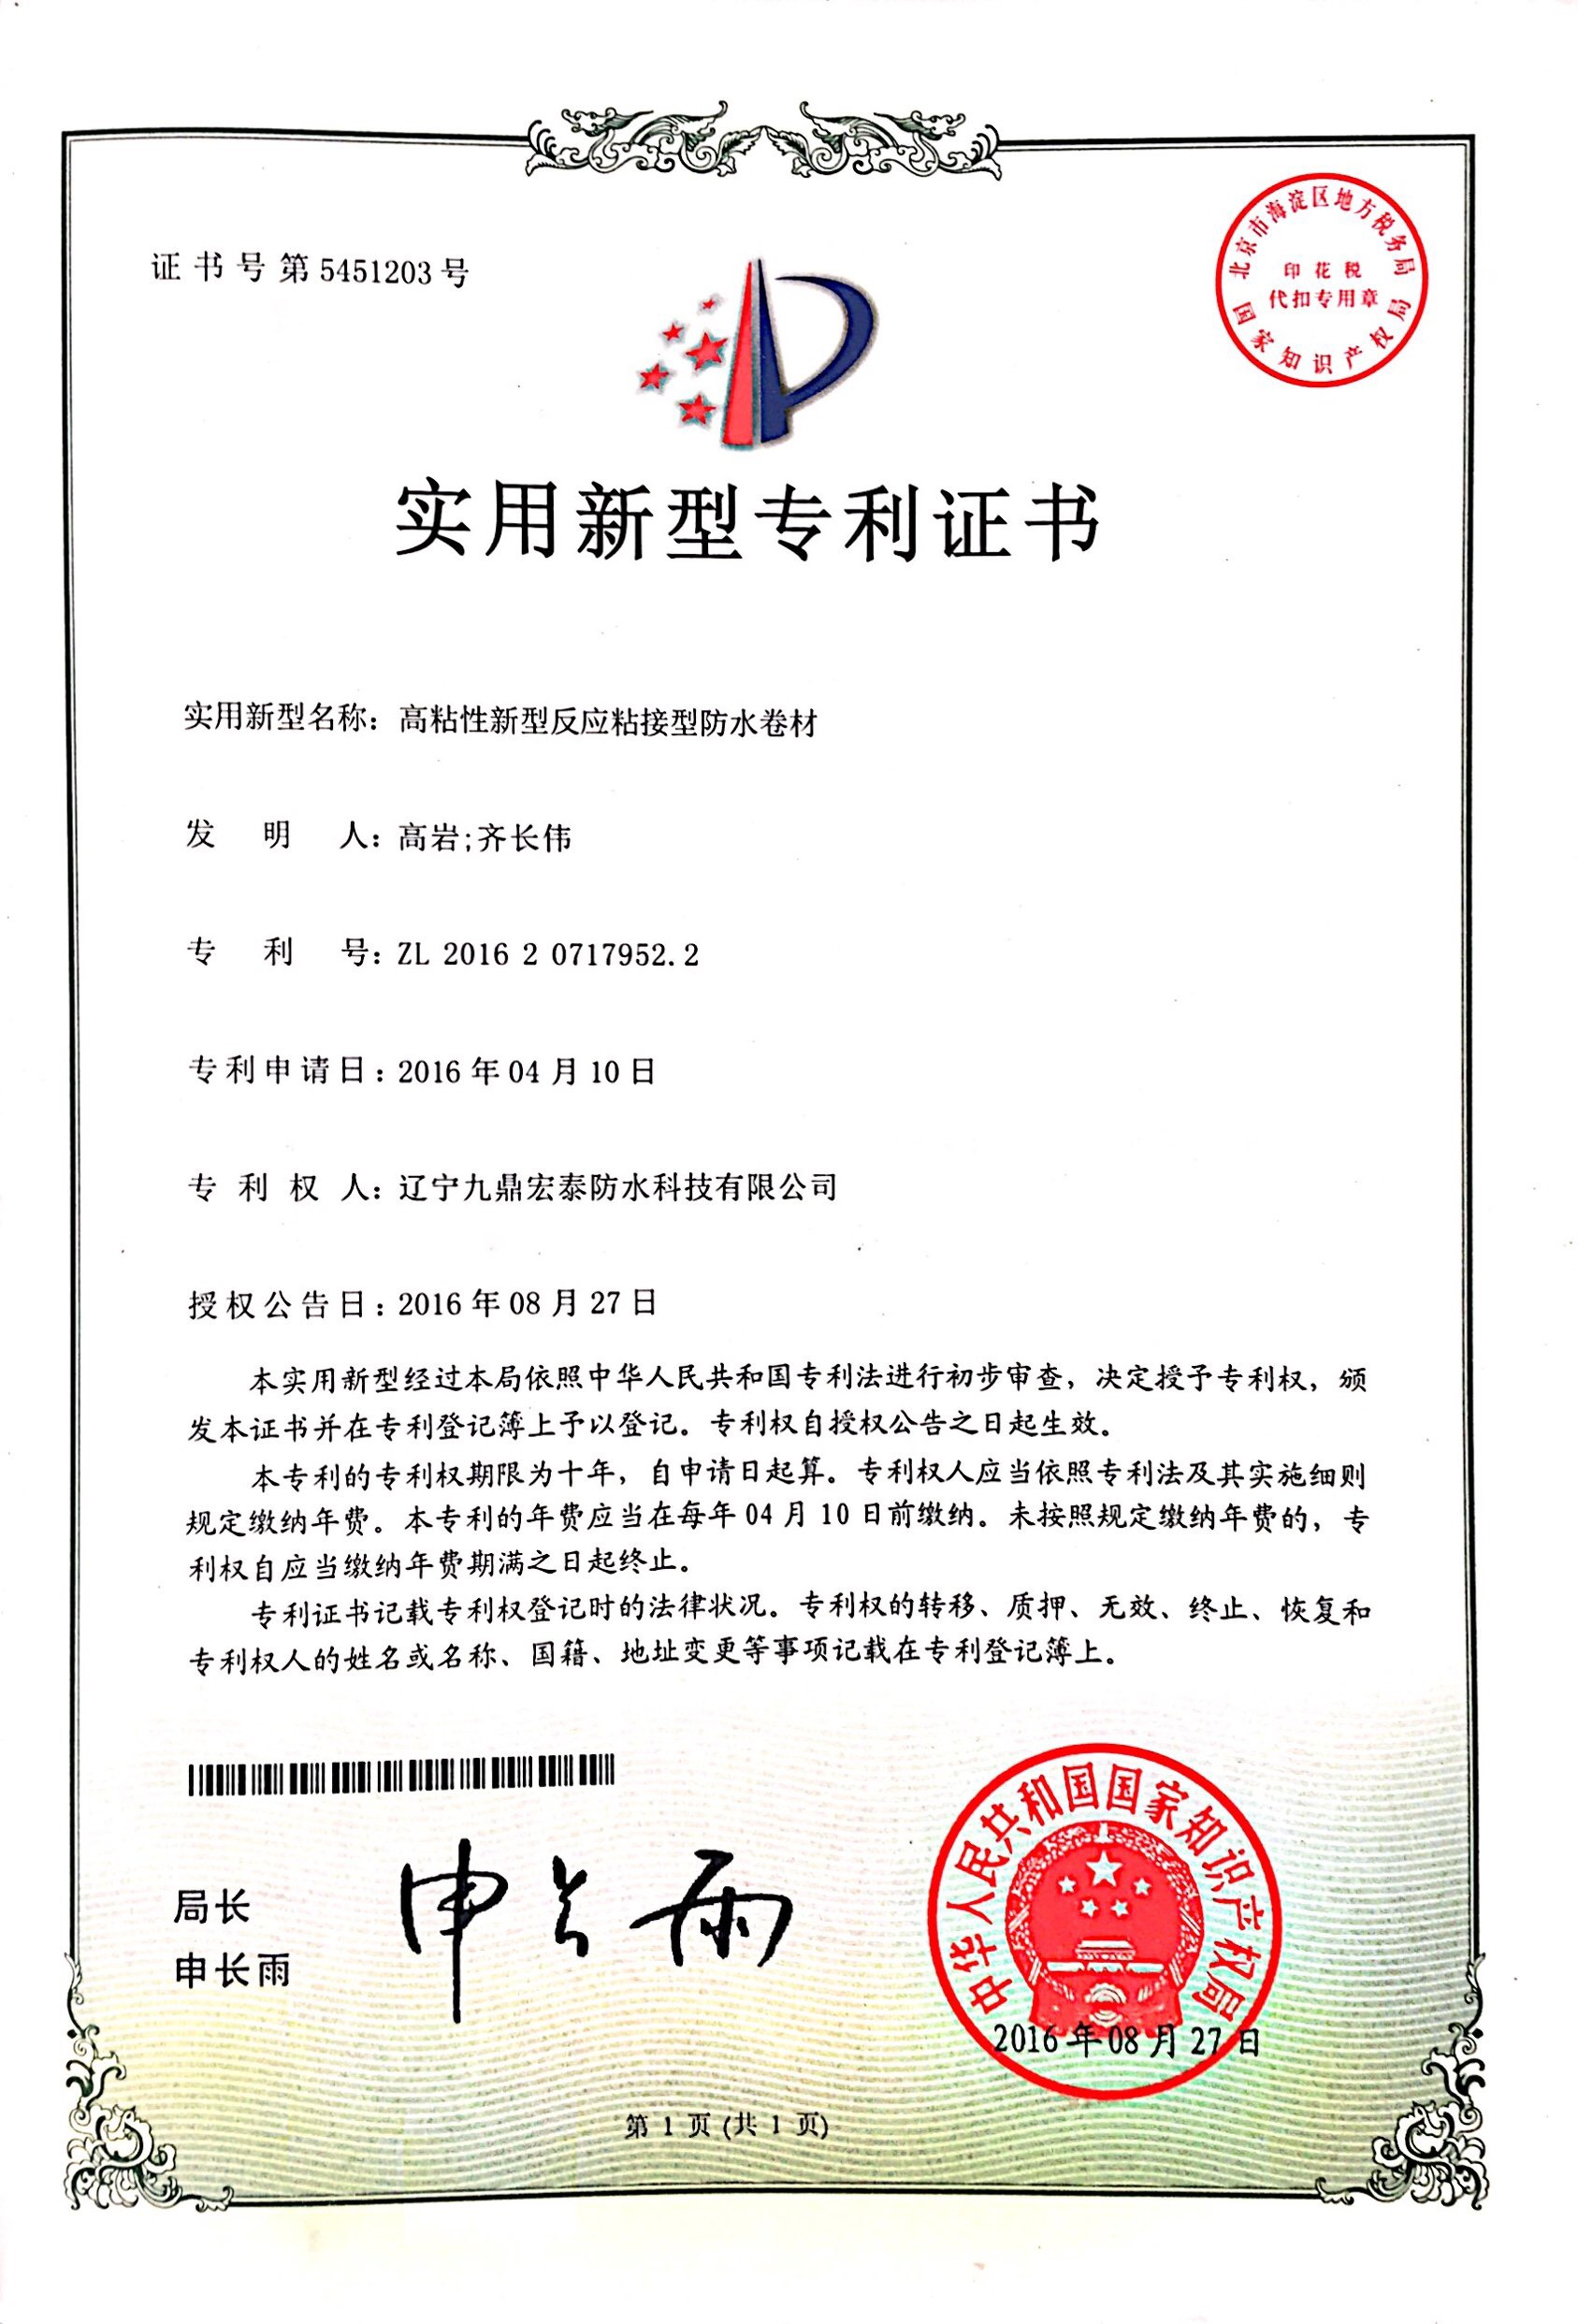 证书号第5451203号
北京市海淀区地方税务局
印花税
代扣专用章
国家知识产权局
实用新型专利证书
实用新型名称：高粘性新型反应粘接型防水卷材
发明人：高岩;齐长伟
专利号：ZL 2016 2 0717952.2
专利申请日：2016年04月10日
专利权人：辽宁九鼎宏泰防水科技有限公司
授权公告日：2016年08月27日
本实用新型经过本局依照中华人民共和国专利法进行初步审查，决定授予专利权，颁
发本证书并在专利登记簿上予以登记。专利权自授权公告之日起生效。
本专利的专利权期限为十年，自申请日起算。专利权人应当依照专利法及其实施细则
规定缴纳年费。本专利的年费应当在每年04月10日前缴纳。未按照规定缴纳年费的，专
利权自应当缴纳年费期满之日起终止。
专利证书记载专利权登记时的法律状况。专利权的转移、质押、无效、终止、恢复和
专利权人的姓名或名称、国籍、地址变更等事项记载在专利登记簿上。
局长
申长雨
申长雨
中华人民共和国国家知识产权局
2016年08月27日
第1页(共1页)